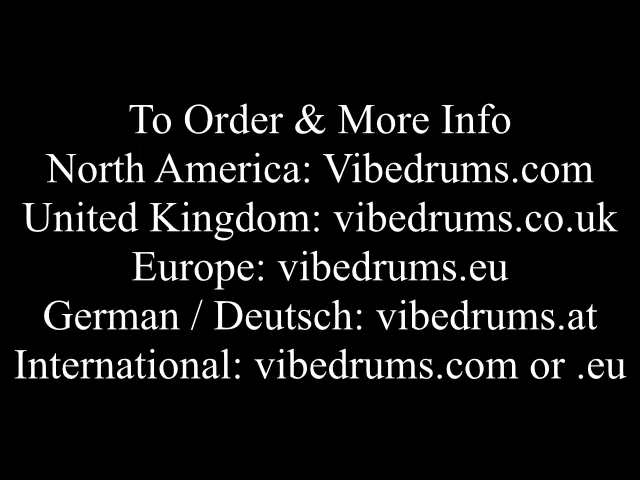 To Order & More Info
North America: Vibedrums.com
United Kingdom: vibedrums.co.uk
Europe: vibedrums.eu
German / Deutsch: vibedrums.at
International: vibedrums.com or .eu